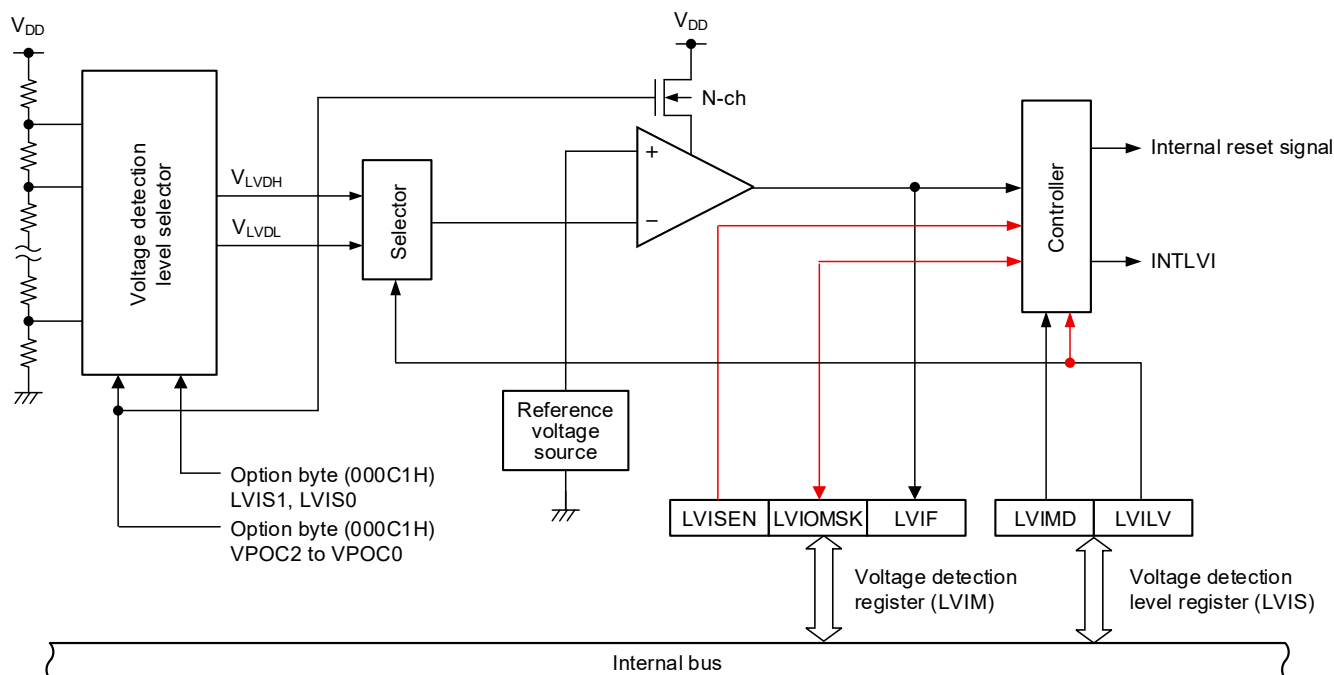 VDD
VDD
N-ch
Voltage detection
level selector
VLVDH
VLVDL
Selector
+
−
Controller
Internal reset signal
INTLVI
Reference
voltage
source
Option byte (000C1H)
LVIS1, LVIS0
Option byte (000C1H)
VPOC2 to VPOC0
LVISEN
LVIOMSK
LVIF
LVIMD
LVILV
Voltage detection
register (LVIM)
Voltage detection
level register (LVIS)
Internal bus